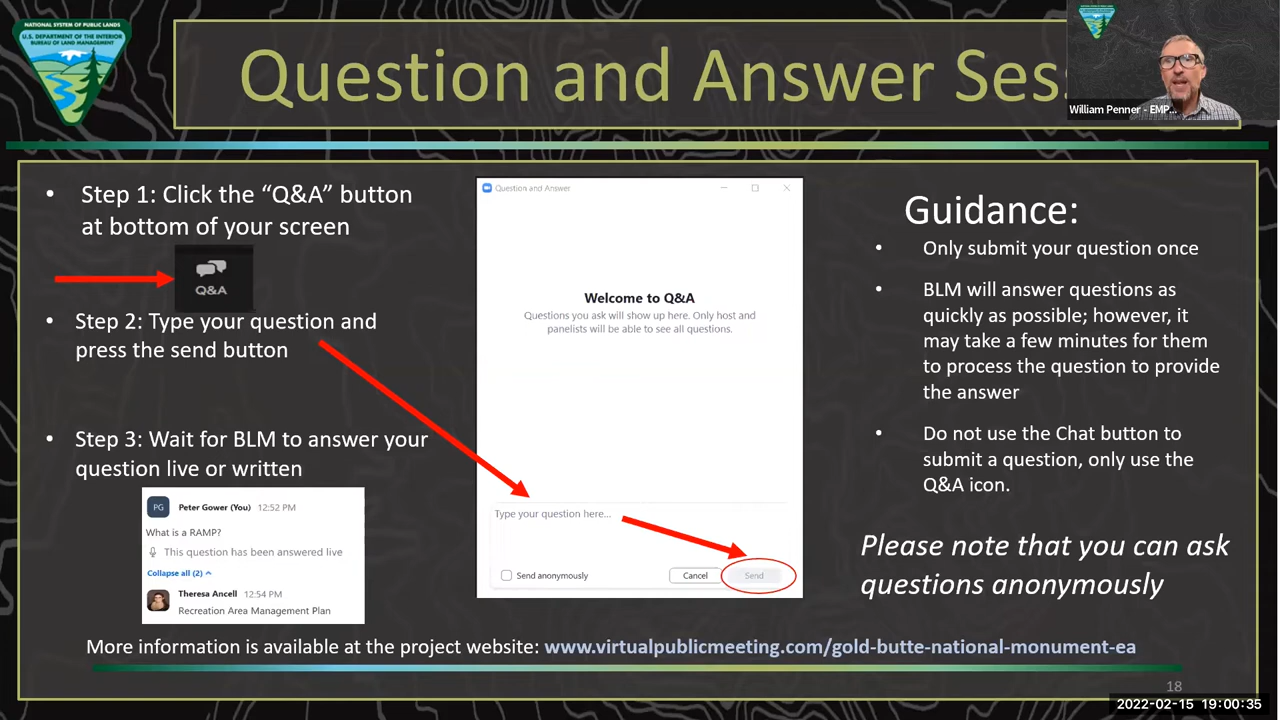 NATIONAL SYSTEM OF PUBLIC LANDS
U.S. DEPARTMENT OF THE INTERIOR
BUREAU OF LAND MANAGEMENT
Question and Answer Ses
William Penner - EMP...
• Step 1: Click the “Q&A” button
at bottom of your screen
Q&A
• Step 2: Type your question and
press the send button
• Step 3: Wait for BLM to answer your
question live or written
PG Peter Gower (You) 12:52 PM
What is a RAMP?
This question has been answered live
Collapse all (2)
Theresa Ancell 12:54 PM
Recreation Area Management Plan
Question and Answer
Welcome to Q&A
Questions you ask will show up here. Only host and
panelists will be able to see all questions.
Type your question here...
Send anonymously
Cancel
Send
Guidance:
• Only submit your question once
• BLM will answer questions as
quickly as possible; however, it
may take a few minutes for them
to process the question to provide
the answer
• Do not use the Chat button to
submit a question, only use the
Q&A icon.
Please note that you can ask
questions anonymously
More information is available at the project website: www.virtualpublicmeeting.com/gold-butte-national-monument-ea
18
2022-02-15 19:00:35